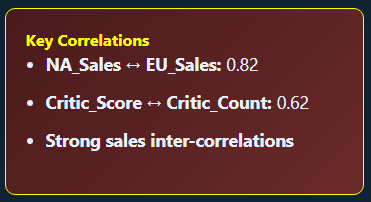 Key Correlations
• NA_Sales ↔ EU_Sales: 0.82
• Critic_Score ↔ Critic_Count: 0.62
• Strong sales inter-correlations